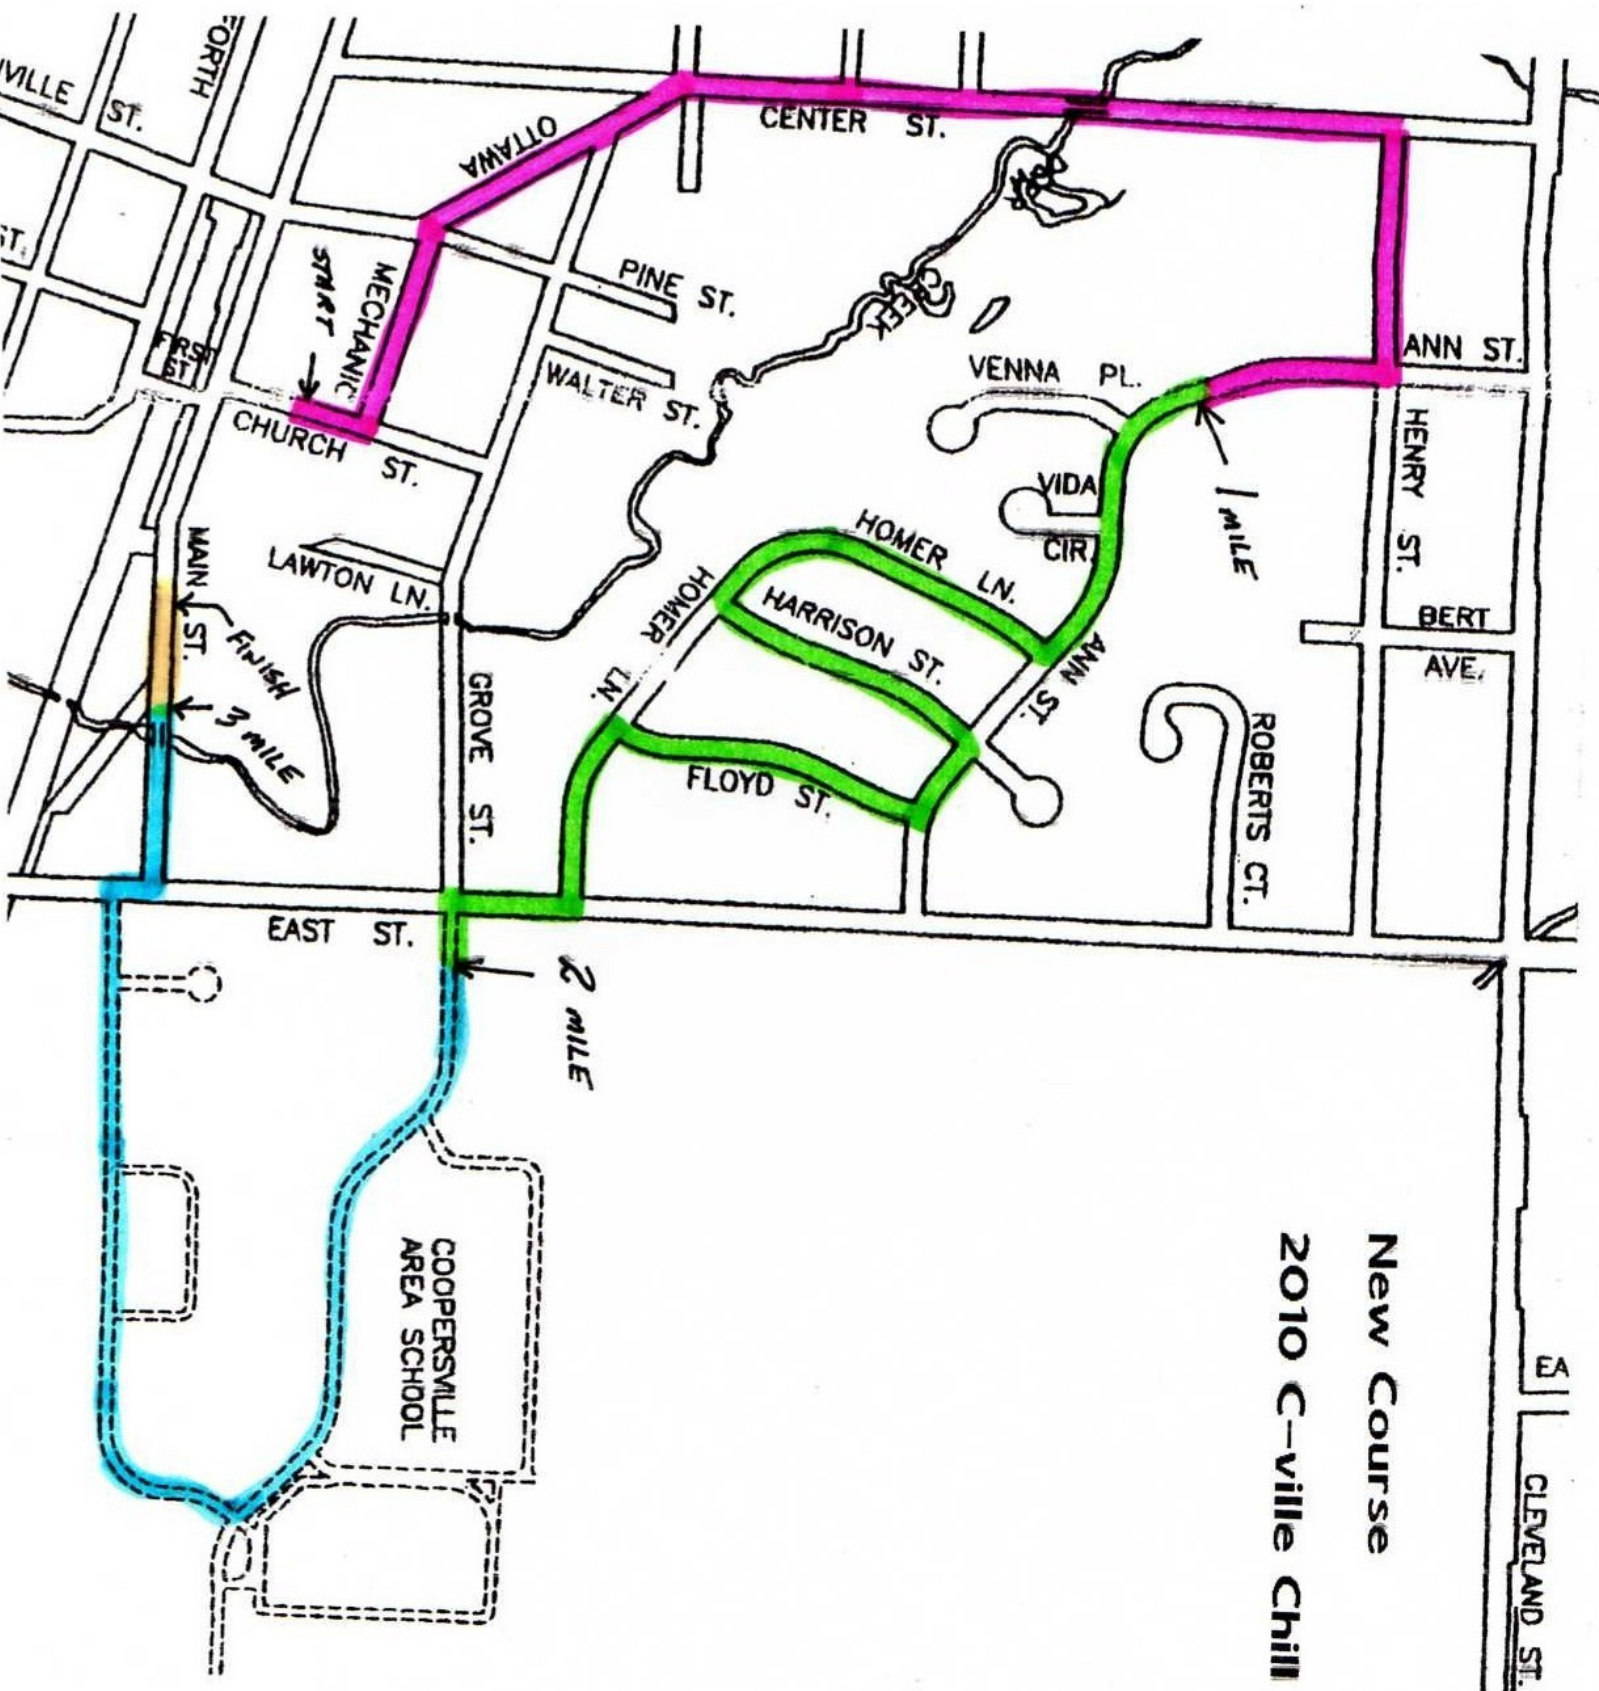 New Course
2010 C-ville Chill
CENTER ST.
OTTAWA
START
MECHANIC
PINE ST.
WALTER ST.
CREEK
ANN ST.
VENNA PL.
HENRY ST.
VIDA
CIR.
1 MILE
CHURCH ST.
MAIN ST.
LAWTON LN.
HOMER LN.
HARRISON ST.
HOMER LN.
ANN ST.
BERT
AVE.
FINISH
3 MILE
GROVE ST.
FLOYD ST.
ROBERTS CT.
EAST ST.
2 MILE
COOPERSVILLE
AREA SCHOOL
EA
CLEVELAND ST.
VILLE ST.
FORTH
ST.